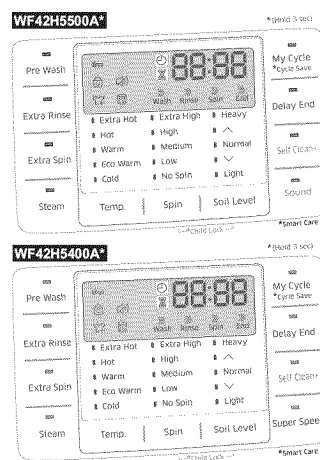 WF42H5500A*
*(Hold 3 sec)
Pre Wash
Extra Rinse
Extra Spin
Steam
88:88
Wash Rinse Spin End
Extra Hot Extra High Heavy
Hot High
Warm Medium Normal
Eco Warm Low
Cold No Spin Light
Temp. Spin Soil Level
My Cycle
*Cycle Save
Delay End
Self Clean+
Sound
*Child Lock
*Smart Care
WF42H5400A*
*(Hold 3 sec)
Pre Wash
Extra Rinse
Extra Spin
Steam
88:88
Wash Rinse Spin End
Extra Hot Extra High Heavy
Hot High
Warm Medium Normal
Eco Warm Low
Cold No Spin Light
Temp. Spin Soil Level
My Cycle
*Cycle Save
Delay End
Self Clean+
Super Spee
*Child Lock
*Smart Care